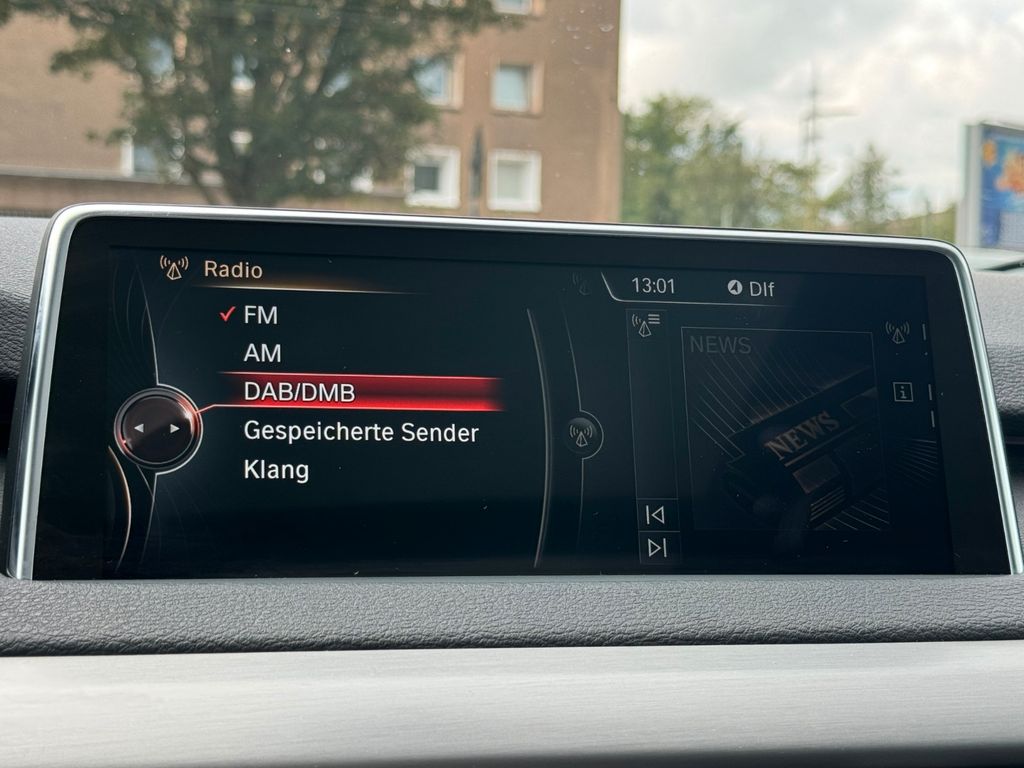 Radio
13:01 Dlf
FM
AM
DAB/DMB
Gespeicherte Sender
Klang
NEWS
NEWS